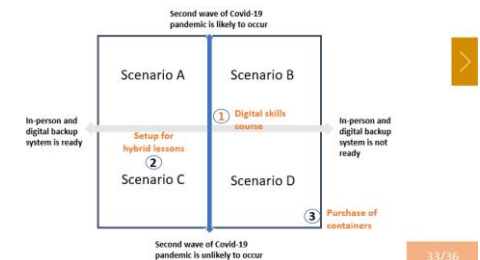 Second wave of Covid-19
pandemic is likely to occur
Scenario A
Scenario B
1
Digital skills
course
In-person and
digital backup
system is ready
In-person and
digital backup
system is not
ready
Setup for
hybrid lessons
2
Scenario C
Scenario D
3
Purchase of
containers
Second wave of Covid-19
pandemic is unlikely to occur
33/36